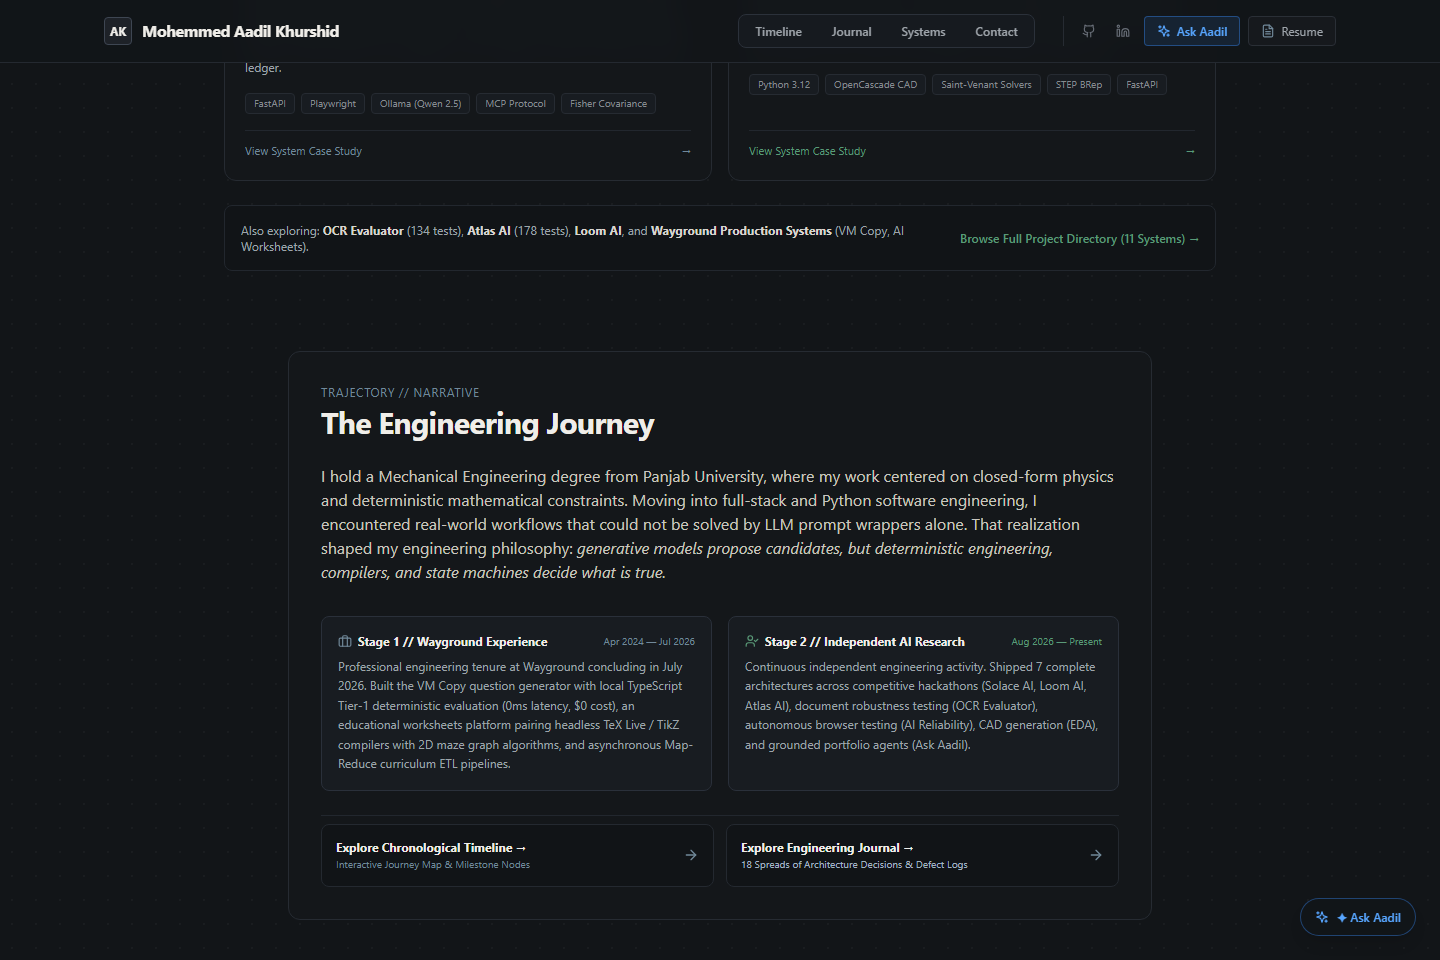 AK Mohemmed Aadil Khurshid
Timeline Journal Systems Contact
Ask Aadil
Resume
ledger.
FastAPI Playwright Ollama (Qwen 2.5) MCP Protocol Fisher Covariance
View System Case Study →
Python 3.12 OpenCascade CAD Saint-Venant Solvers STEP BRep FastAPI
View System Case Study →
Also exploring: OCR Evaluator (134 tests), Atlas AI (178 tests), Loom AI, and Wayground Production Systems (VM Copy, AI
Worksheets).
Browse Full Project Directory (11 Systems) →
TRAJECTORY // NARRATIVE
The Engineering Journey
I hold a Mechanical Engineering degree from Panjab University, where my work centered on closed-form physics
and deterministic mathematical constraints. Moving into full-stack and Python software engineering, I
encountered real-world workflows that could not be solved by LLM prompt wrappers alone. That realization
shaped my engineering philosophy: generative models propose candidates, but deterministic engineering,
compilers, and state machines decide what is true.
Stage 1 // Wayground Experience Apr 2024 — Jul 2026
Professional engineering tenure at Wayground concluding in July
2026. Built the VM Copy question generator with local TypeScript
Tier-1 deterministic evaluation (0ms latency, $0 cost), an
educational worksheets platform pairing headless TeX Live / TikZ
compilers with 2D maze graph algorithms, and asynchronous Map-
Reduce curriculum ETL pipelines.
Stage 2 // Independent AI Research Aug 2026 — Present
Continuous independent engineering activity. Shipped 7 complete
architectures across competitive hackathons (Solace AI, Loom AI,
Atlas AI), document robustness testing (OCR Evaluator),
autonomous browser testing (AI Reliability), CAD generation (EDA),
and grounded portfolio agents (Ask Aadil).
Explore Chronological Timeline →
Interactive Journey Map & Milestone Nodes
Explore Engineering Journal →
18 Spreads of Architecture Decisions & Defect Logs
✦ Ask Aadil